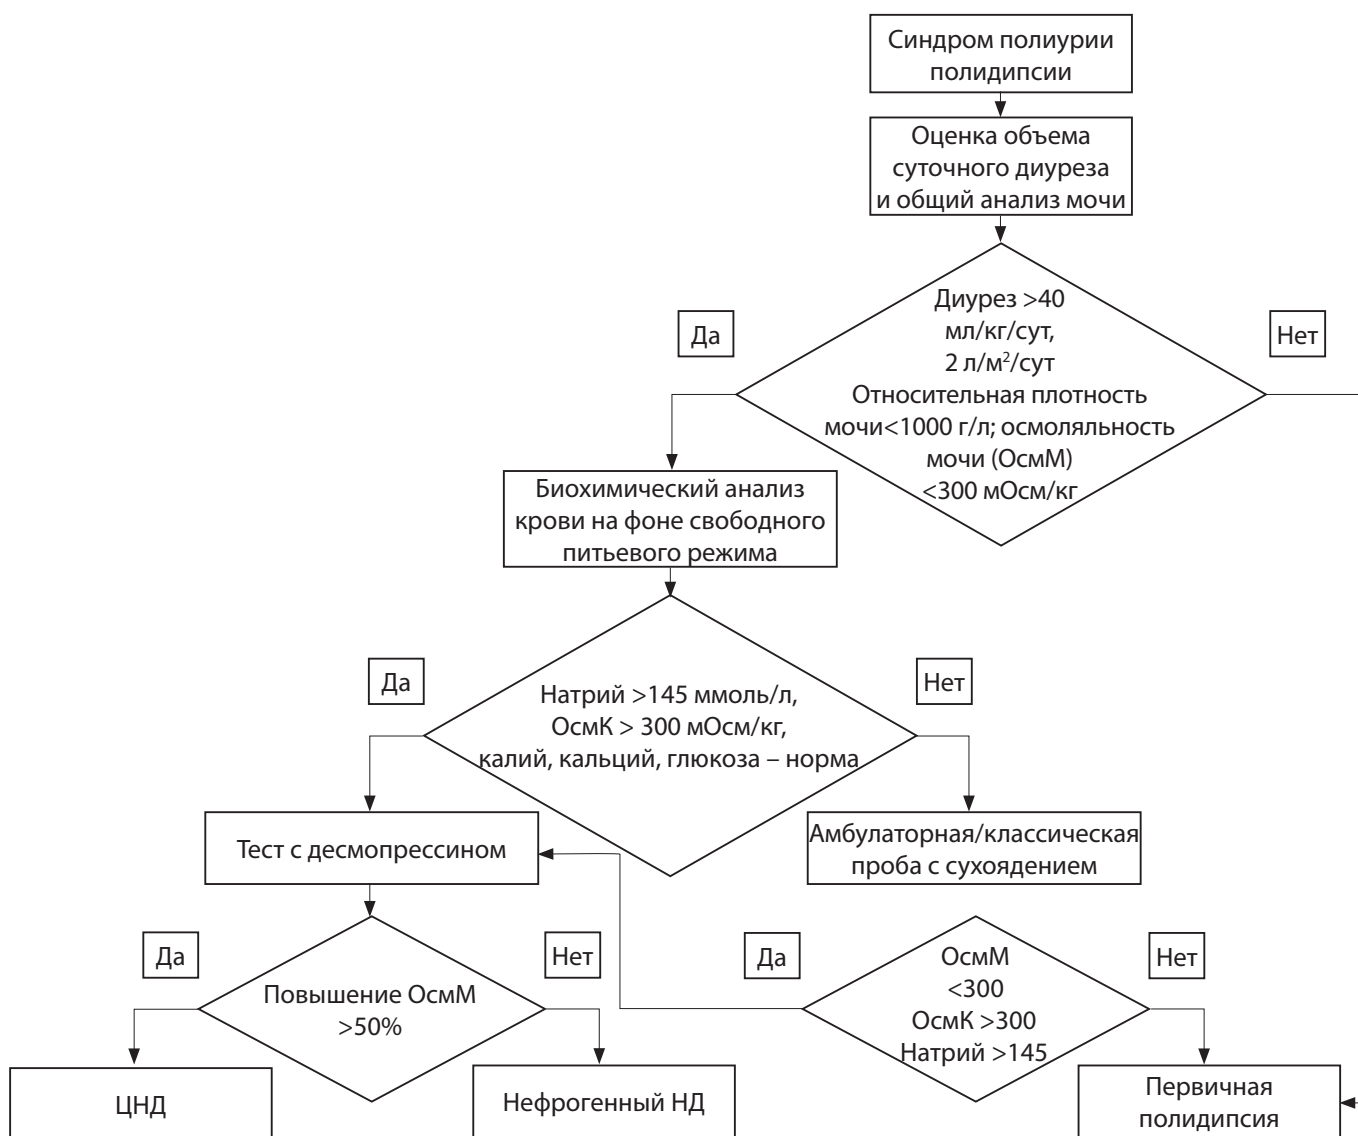 Синдром полиурии
полидипсии
Оценка объема
суточного диуреза
и общий анализ мочи
Да
Диурез >40
мл/кг/сут,
2 л/м²/сут
Относительная плотность
мочи<1000 г/л; осмоляльность
мочи (ОсмМ)
<300 мОсм/кг
Нет
Биохимический анализ
крови на фоне свободного
питьевого режима
Да
Натрий >145 ммоль/л,
ОсмК > 300 мОсм/кг,
калий, кальций, глюкоза – норма
Нет
Тест с десмопрессином
Амбулаторная/классическая
проба с сухоядением
Да
Повышение ОсмМ
>50%
Нет
Да
ОсмМ
<300
ОсмК >300
Натрий >145
Нет
ЦНД
Нефрогенный НД
Первичная
полидипсия